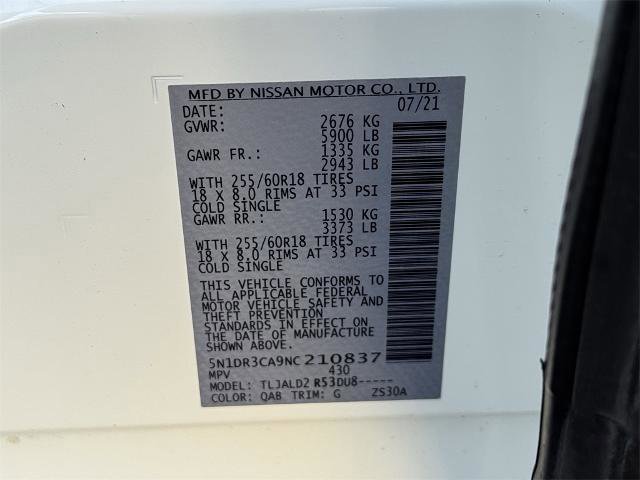 MFD BY NISSAN MOTOR CO., LTD.
DATE: 07/21
GVWR: 2676 KG
5900 LB
GAWR FR.: 1335 KG
2943 LB
WITH 255/60R18 TIRES
18 X 8.0 RIMS AT 33 PSI
COLD SINGLE
GAWR RR.: 1530 KG
3373 LB
WITH 255/60R18 TIRES
18 X 8.0 RIMS AT 33 PSI
COLD SINGLE
THIS VEHICLE CONFORMS TO
ALL APPLICABLE FEDERAL
MOTOR VEHICLE SAFETY AND
THEFT PREVENTION
STANDARDS IN EFFECT ON THE
DATE OF MANUFACTURE
SHOWN ABOVE.
5N1DR3CA9NC210837
MPV 430
MODEL: TLJALD2 R53DU8-----
COLOR: QAB TRIM: G ZS30A